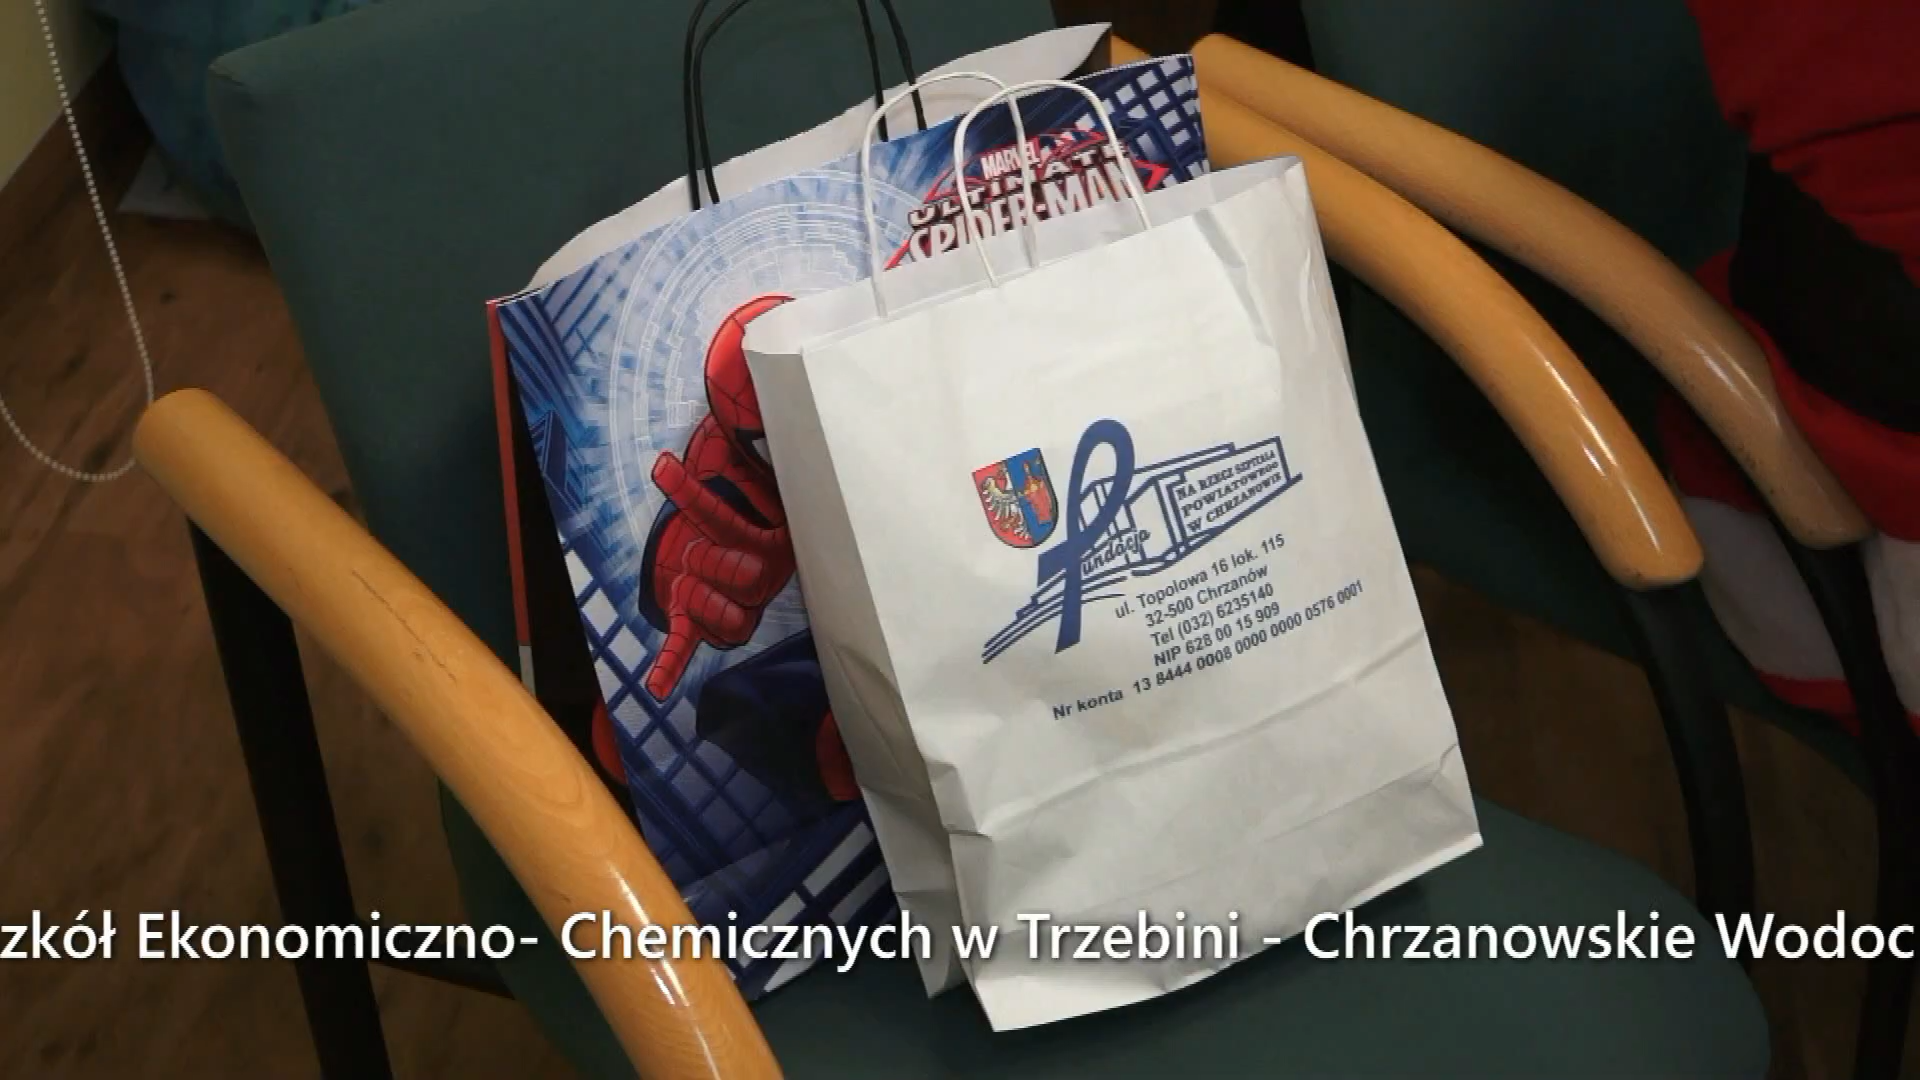 MARVEL
ULTIMATE
SPIDER-MAN
NA RZECZ SZPITALA
POWIATOWEGO
W CHRZANOWIE
Fundacja
ul. Topolowa 16 lok. 115
32-500 Chrzanów
Tel (032) 6235140
NIP 628 00 15 909
Nr konta 13 8444 0008 0000 0000 0576 0001
zkół Ekonomiczno- Chemicznych w Trzebini - Chrzanowskie Wodoc